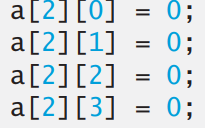 a[2][0] = 0;
a[2][1] = 0;
a[2][2] = 0;
a[2][3] = 0;